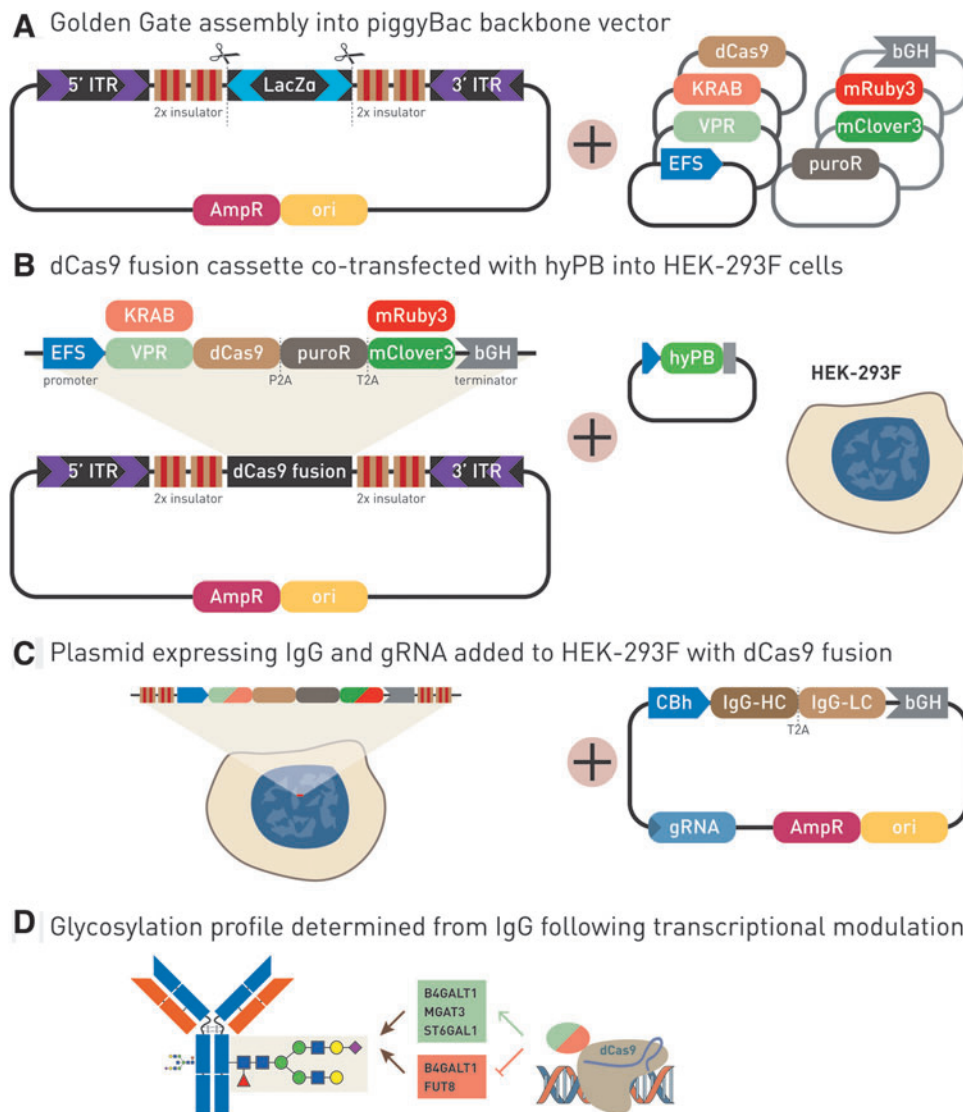 A Golden Gate assembly into piggyBac backbone vector
5' ITR
LacZα
3' ITR
2x insulator
2x insulator
AmpR
ori
dCas9
KRAB
VPR
EFS
bGH
mRuby3
mClover3
puroR
B dCas9 fusion cassette co-transfected with hyPB into HEK-293F cells
KRAB
mRuby3
EFS
VPR
dCas9
puroR
mClover3
bGH
promoter
P2A
T2A
terminator
hyPB
HEK-293F
5' ITR
dCas9 fusion
3' ITR
2x insulator
2x insulator
AmpR
ori
C Plasmid expressing IgG and gRNA added to HEK-293F with dCas9 fusion
CBh
IgG-HC
IgG-LC
bGH
T2A
gRNA
AmpR
ori
D Glycosylation profile determined from IgG following transcriptional modulation
B4GALT1
MGAT3
ST6GAL1
B4GALT1
FUT8
dCas9